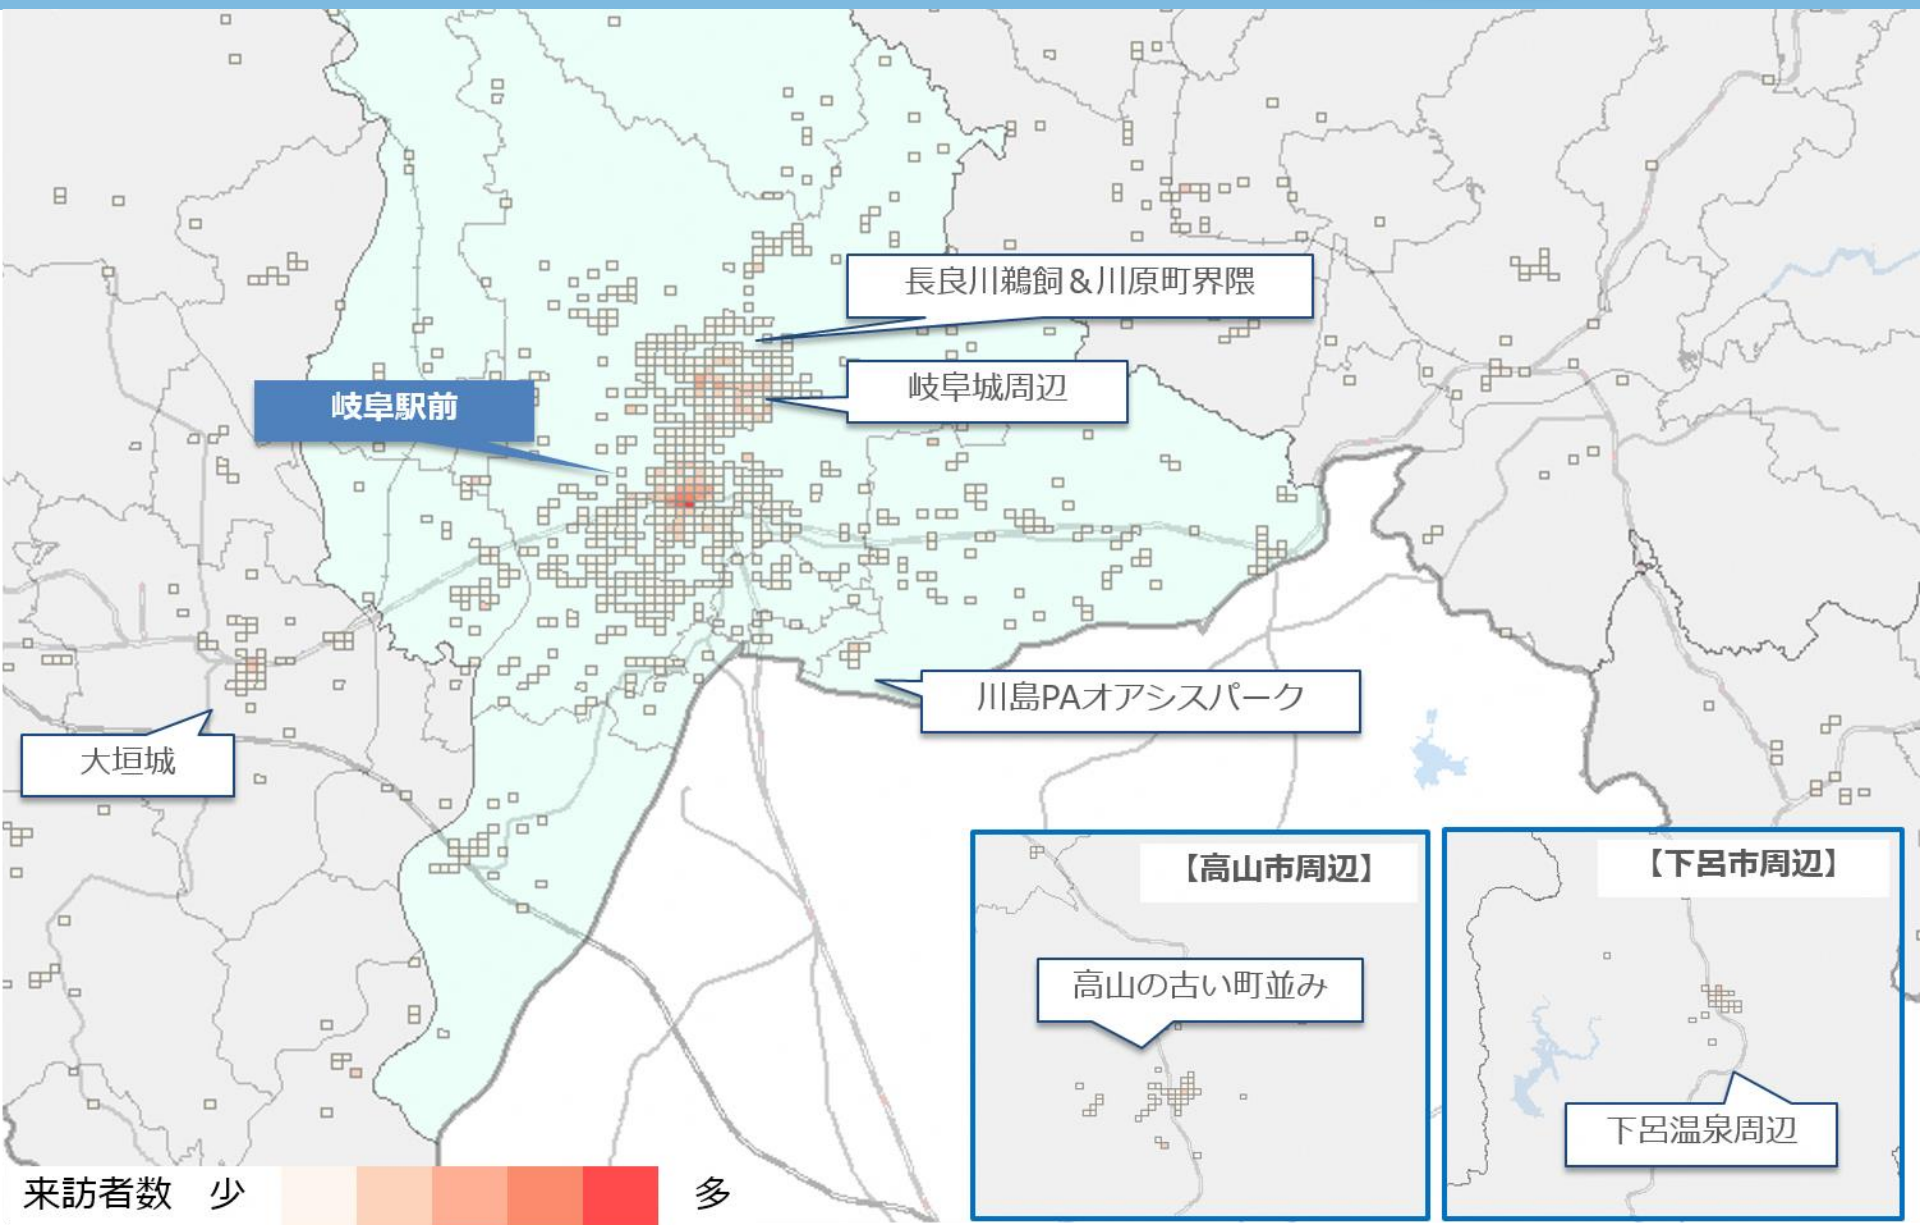 長良川鵜飼＆川原町界隈
岐阜城周辺
岐阜駅前
川島PAオアシスパーク
大垣城
【高山市周辺】
【下呂市周辺】
高山の古い町並み
下呂温泉周辺
来訪者数 少 多